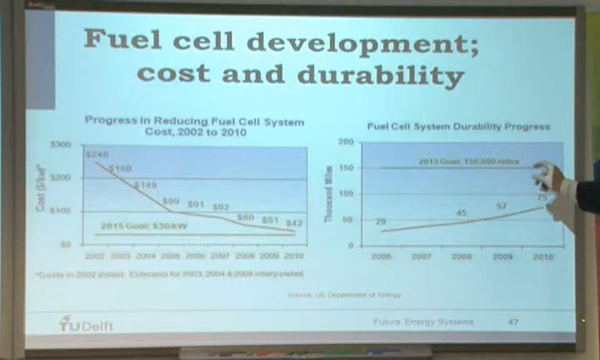 Fuel cell development;
cost and durability
Progress in Reducing Fuel Cell System
Cost, 2002 to 2010
Cost ($/kW)*
$300
$200
$100
$0
$248
$149
$99
$91
$82
$60
$51
$42
2015 Goal: $30/kW
2002 2003 2004 2005 2006 2007 2008 2009 2010
*Costs in 2002 dollars. Estimates for 2003, 2004 & 2008 interpolated.
Fuel Cell System Durability Progress
Thousand Miles
200
150
100
50
0
2015 Goal: 150,000 miles
29
45
57
75
2006 2007 2008 2009 2010
Source: US Department of Energy
TU Delft
Future Energy Systems 47